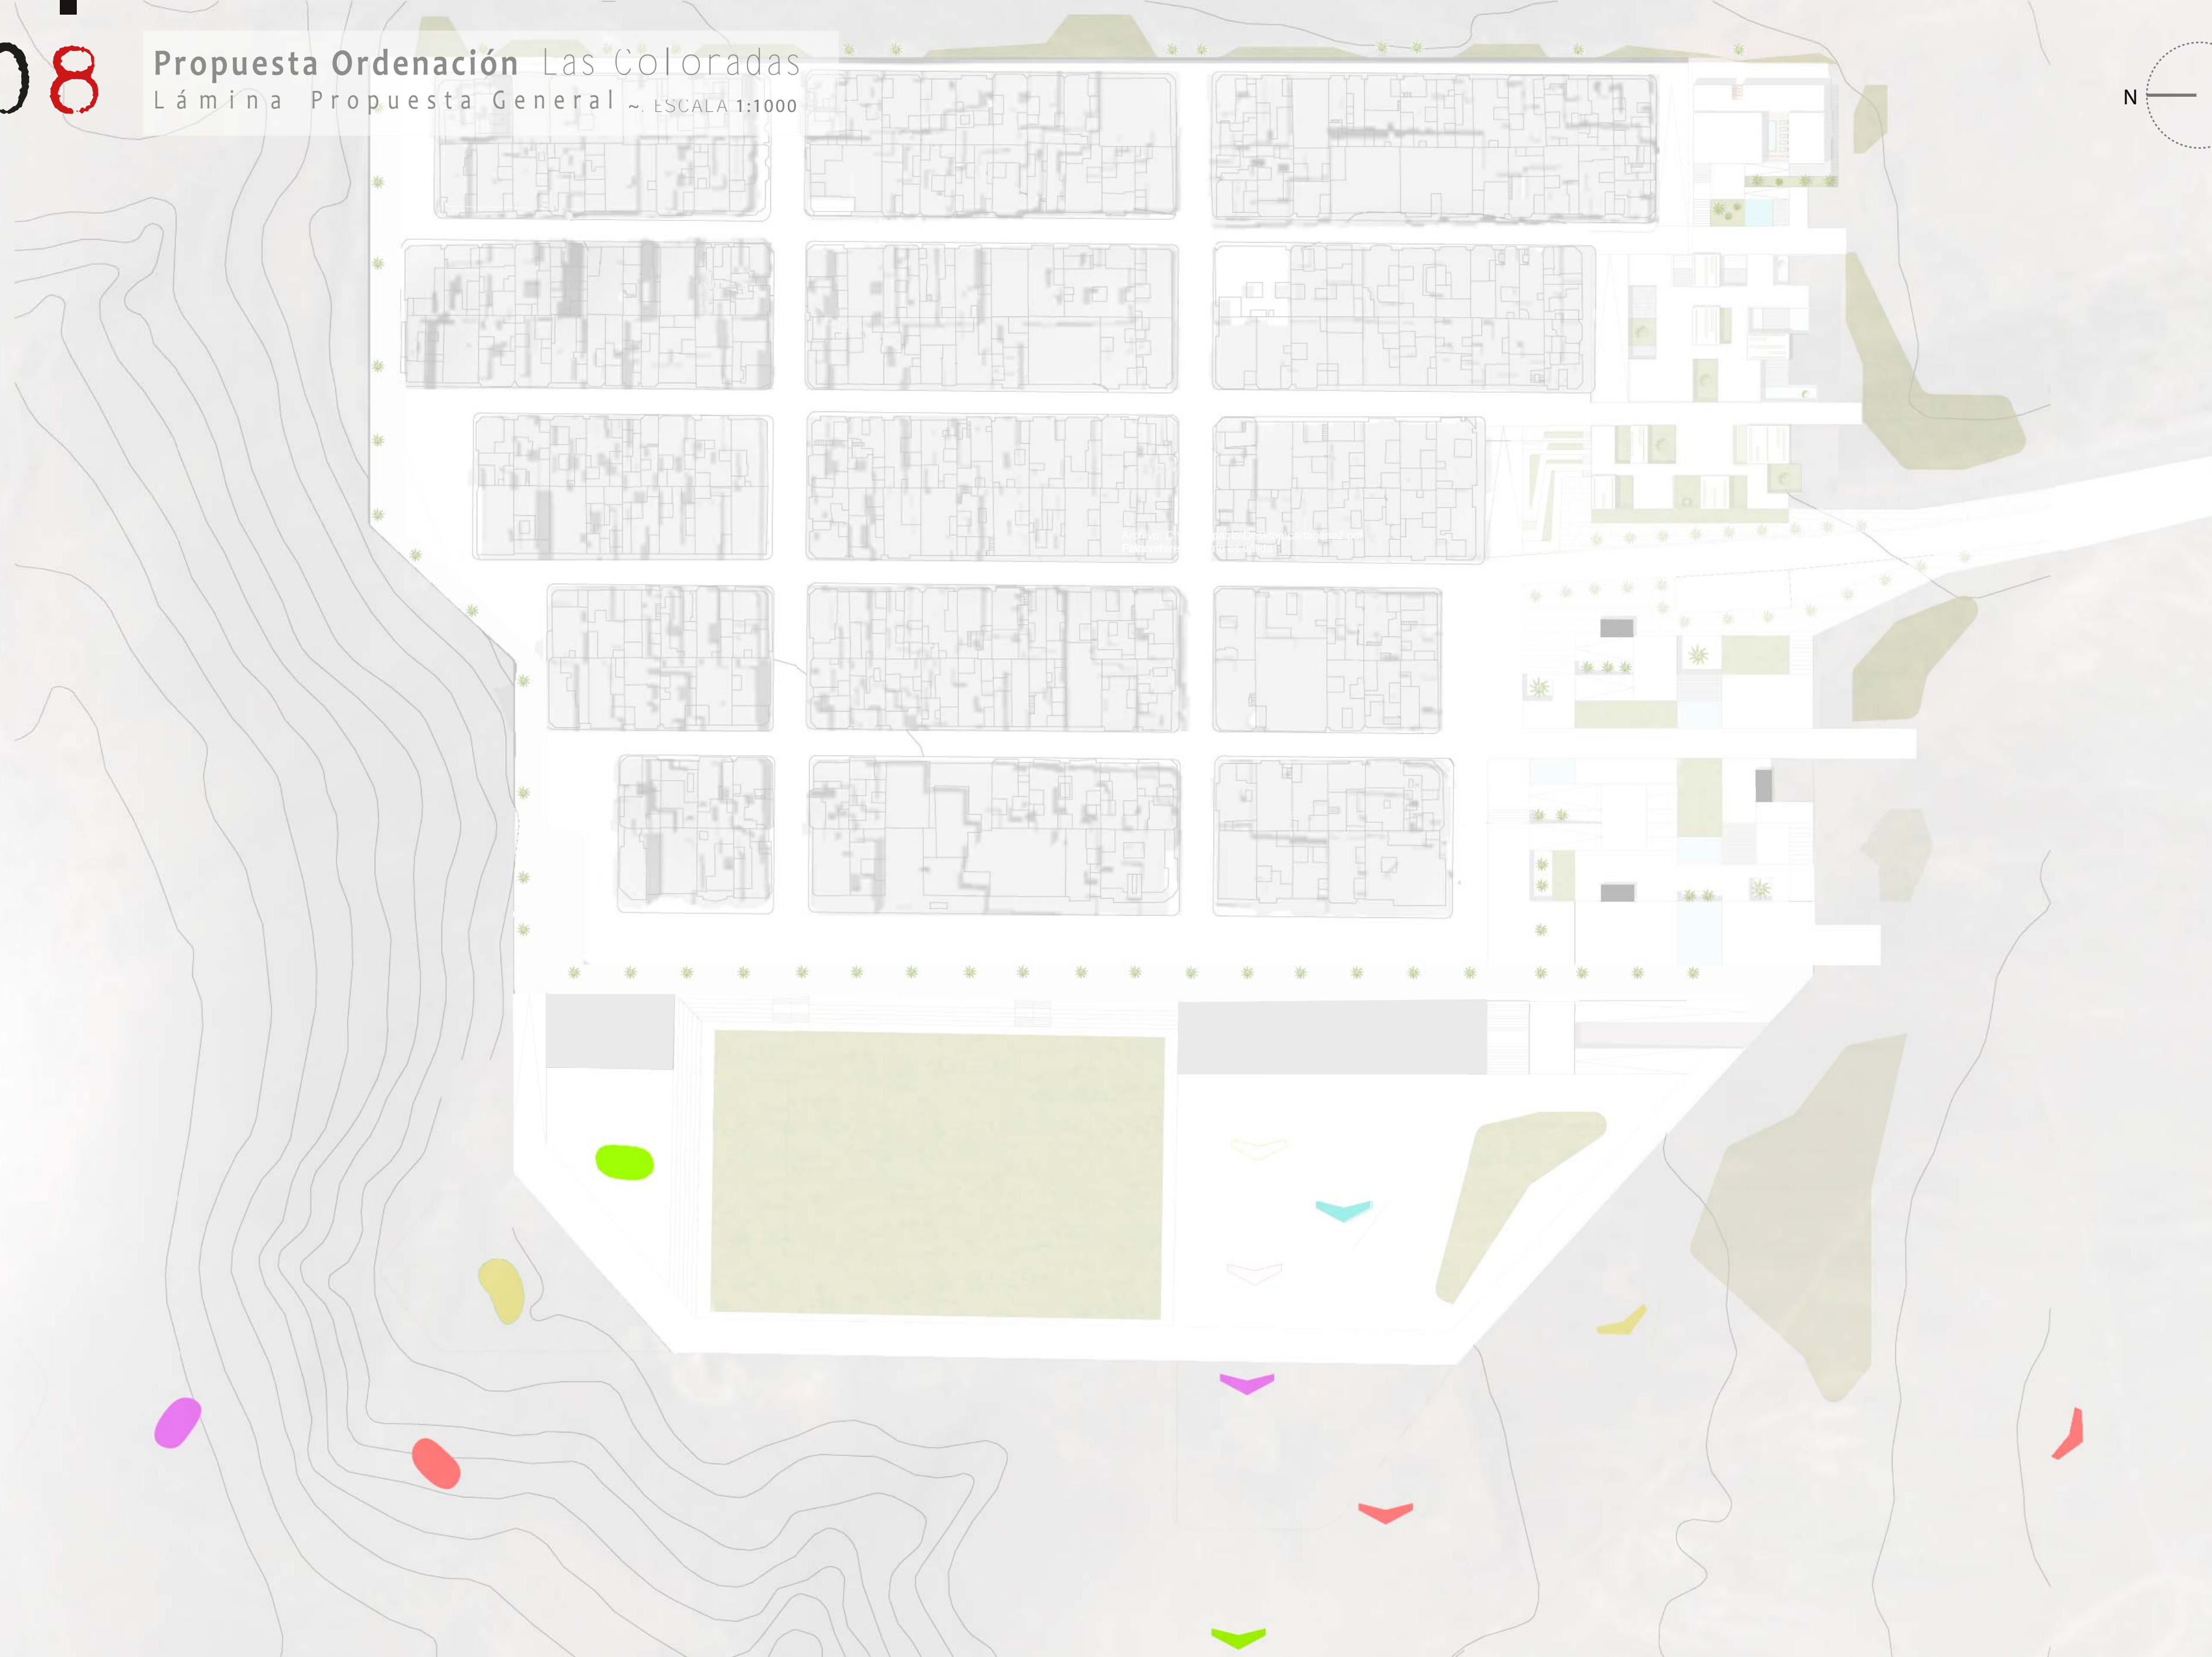 08
Propuesta Ordenación Las Coloradas
Lámina Propuesta General ~. ESCALA 1:1000
N